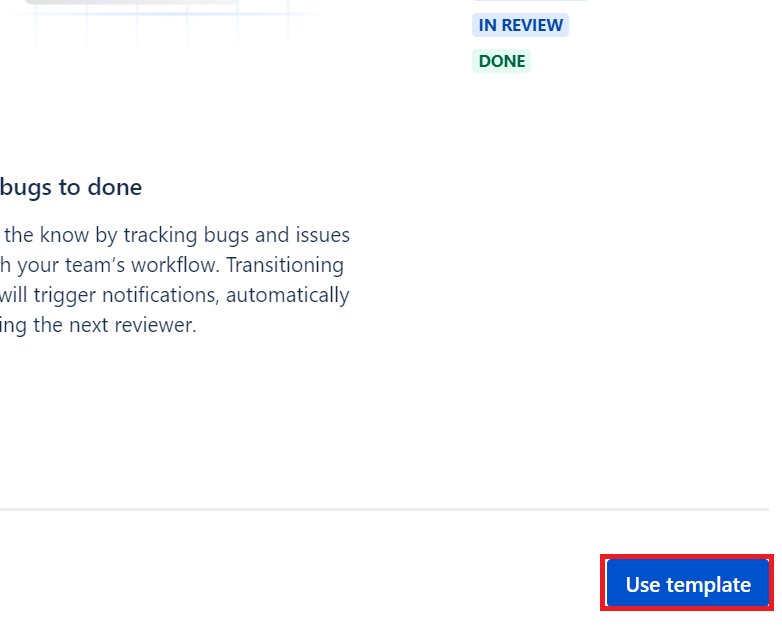 IN REVIEW
DONE
bugs to done
the know by tracking bugs and issues
h your team's workflow. Transitioning
will trigger notifications, automatically
ing the next reviewer.
Use template